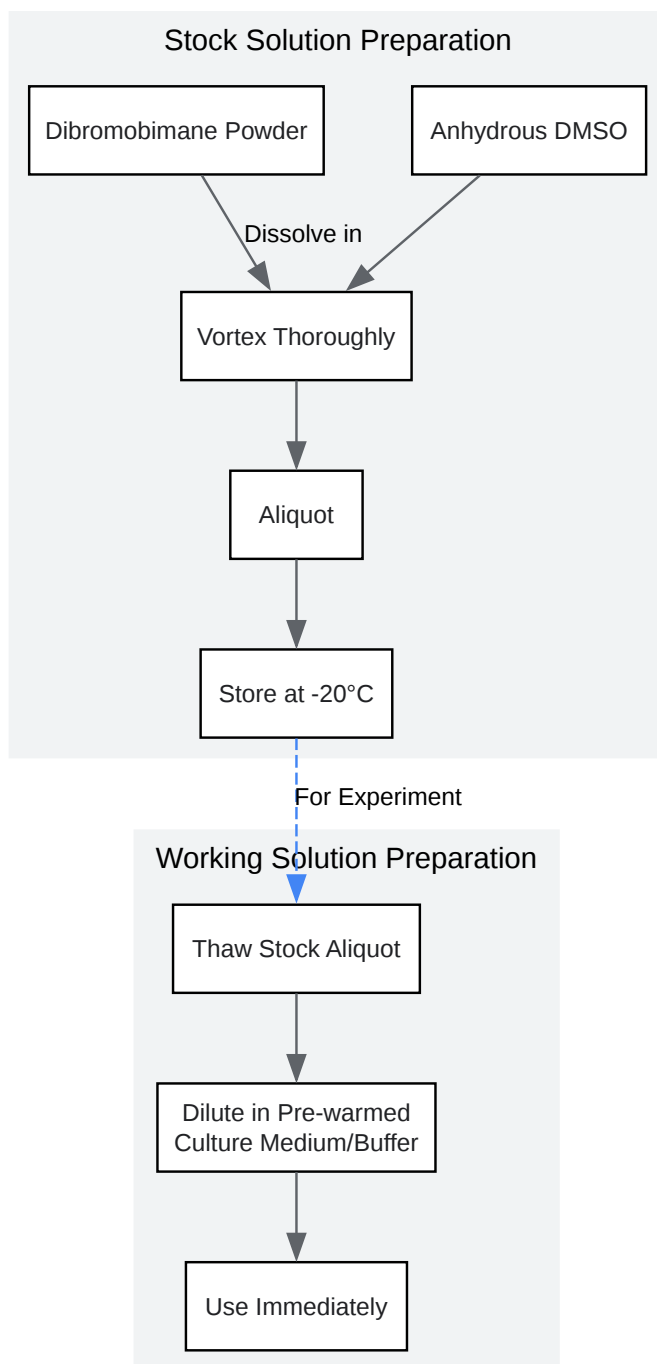 Stock Solution Preparation
Dibromobimane Powder
Anhydrous DMSO
Dissolve in
Vortex Thoroughly
Aliquot
Store at -20°C
For Experiment
Working Solution Preparation
Thaw Stock Aliquot
Dilute in Pre-warmed
Culture Medium/Buffer
Use Immediately